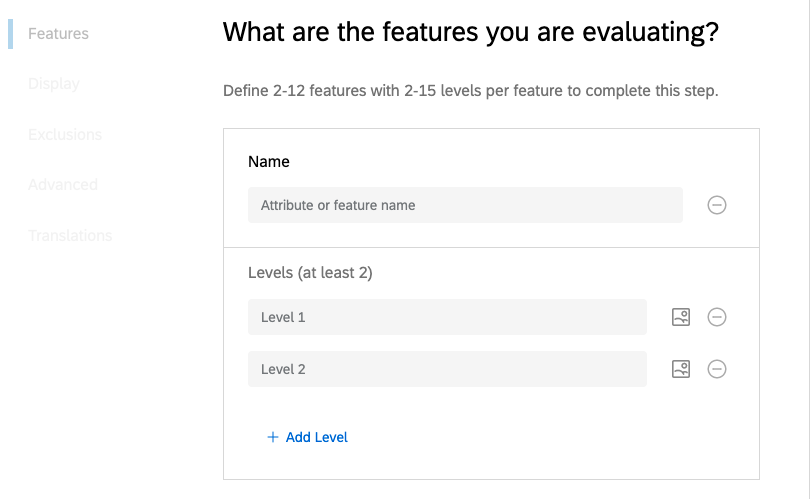 Features
Display
Exclusions
Advanced
Translations
What are the features you are evaluating?
Define 2-12 features with 2-15 levels per feature to complete this step.
Name
Attribute or feature name
Levels (at least 2)
Level 1
Level 2
+ Add Level